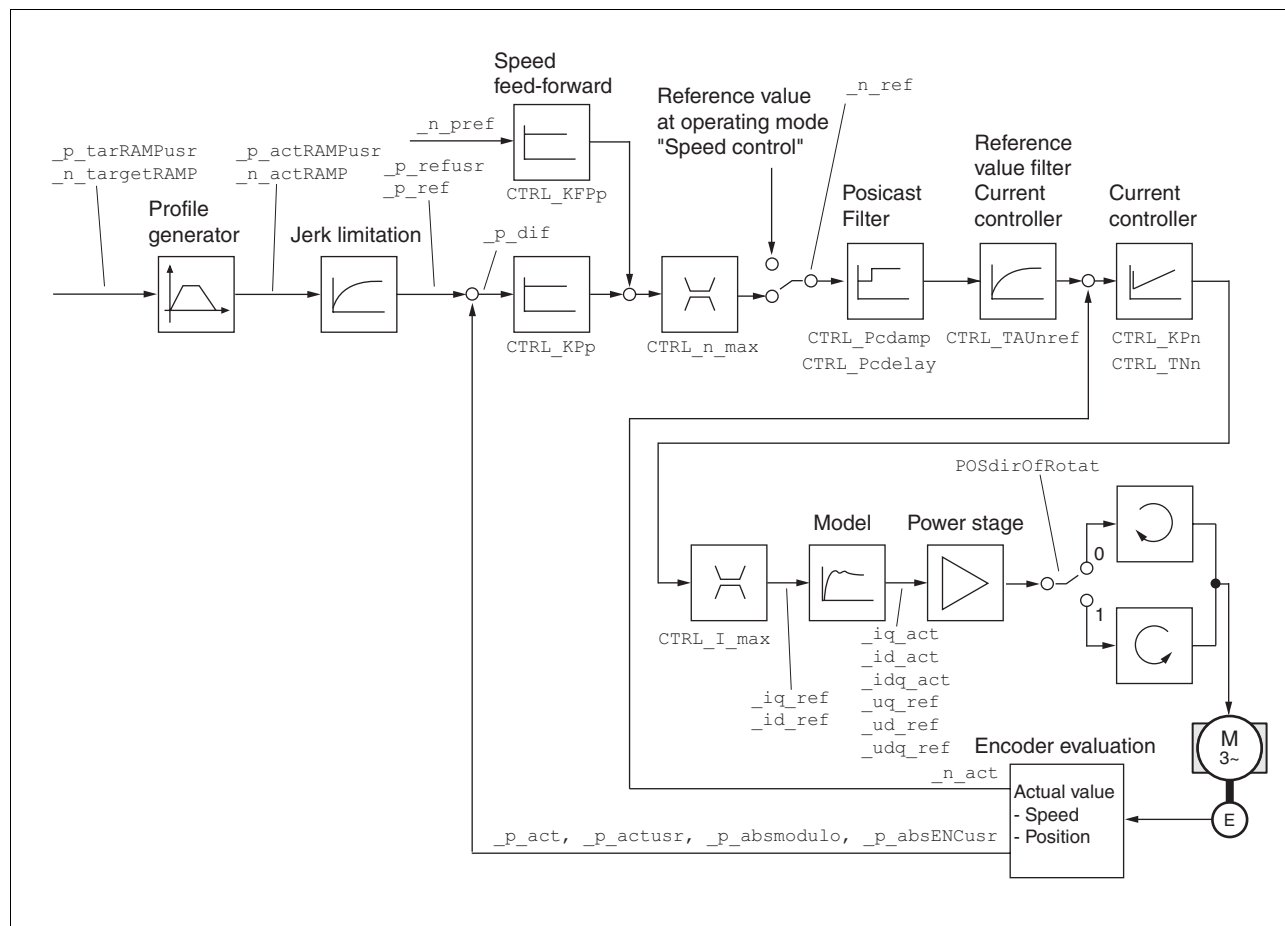 Speed
feed-forward
_n_pref
CTRL_KFPp
Reference value
at operating mode
"Speed control"
_n_ref
_p_tarRAMPusr
_n_targetRAMP
_p_actRAMPusr
_n_actRAMP
_p_refusr
_p_ref
Reference
value filter
Current
controller
Profile
generator
Jerk limitation
_p_dif
Posicast
Filter
Current
controller
CTRL_KPp
CTRL_n_max
CTRL_Pcdamp
CTRL_Pcdelay
CTRL_TAUnref
CTRL_KPn
CTRL_TNn
POSdirOfRotat
Model
Power stage
0
1
CTRL_I_max
_iq_ref
_id_ref
_iq_act
_id_act
_idq_act
_uq_ref
_ud_ref
_udq_ref
M
3~
E
Encoder evaluation
_n_act
Actual value
- Speed
- Position
_p_act, _p_actusr, _p_absmodulo, _p_absENCusr